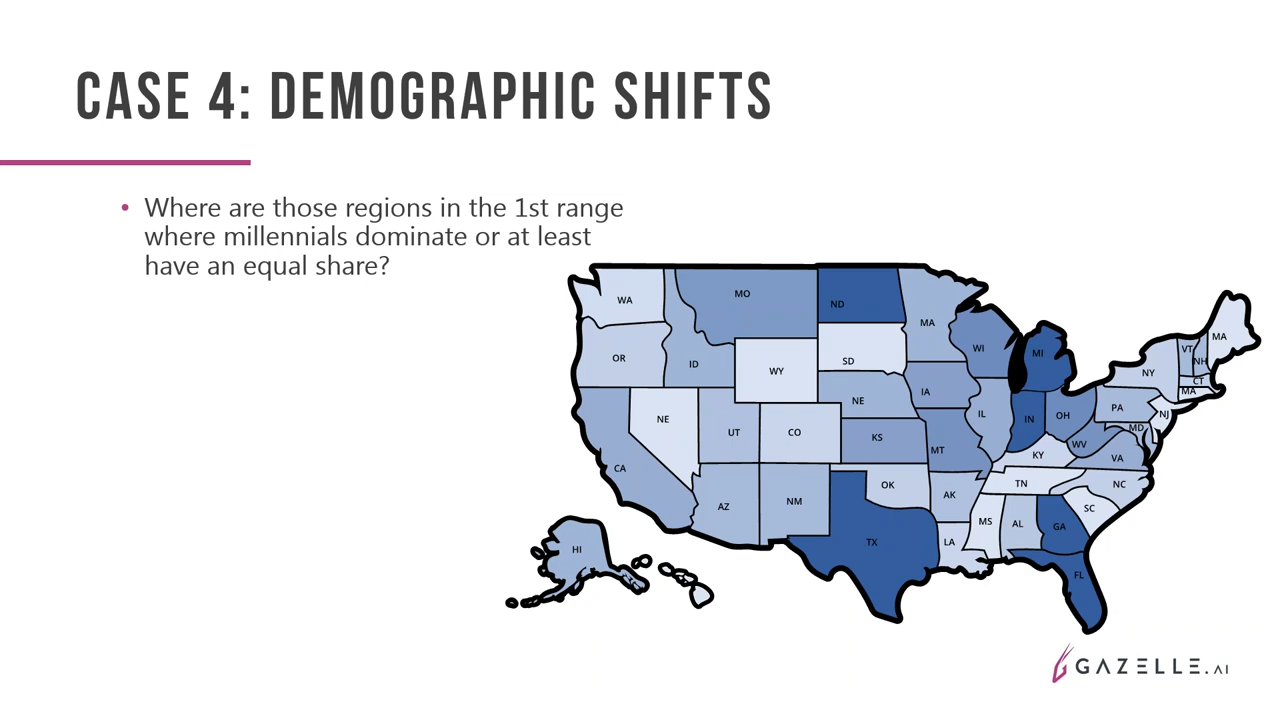 CASE 4: DEMOGRAPHIC SHIFTS
• Where are those regions in the 1st range
where millennials dominate or at least
have an equal share?
WA
MO
ND
MA
WI
MI
VT
MA
NH
OR
ID
WY
SD
NY
CT
MA
NE
UT
CO
NE
IA
IL
IN
OH
PA
NJ
MD
CA
KS
MT
KY
WV
VA
AZ
NM
OK
AK
TN
NC
SC
TX
LA
MS
AL
GA
FL
HI
GAZELLE.AI